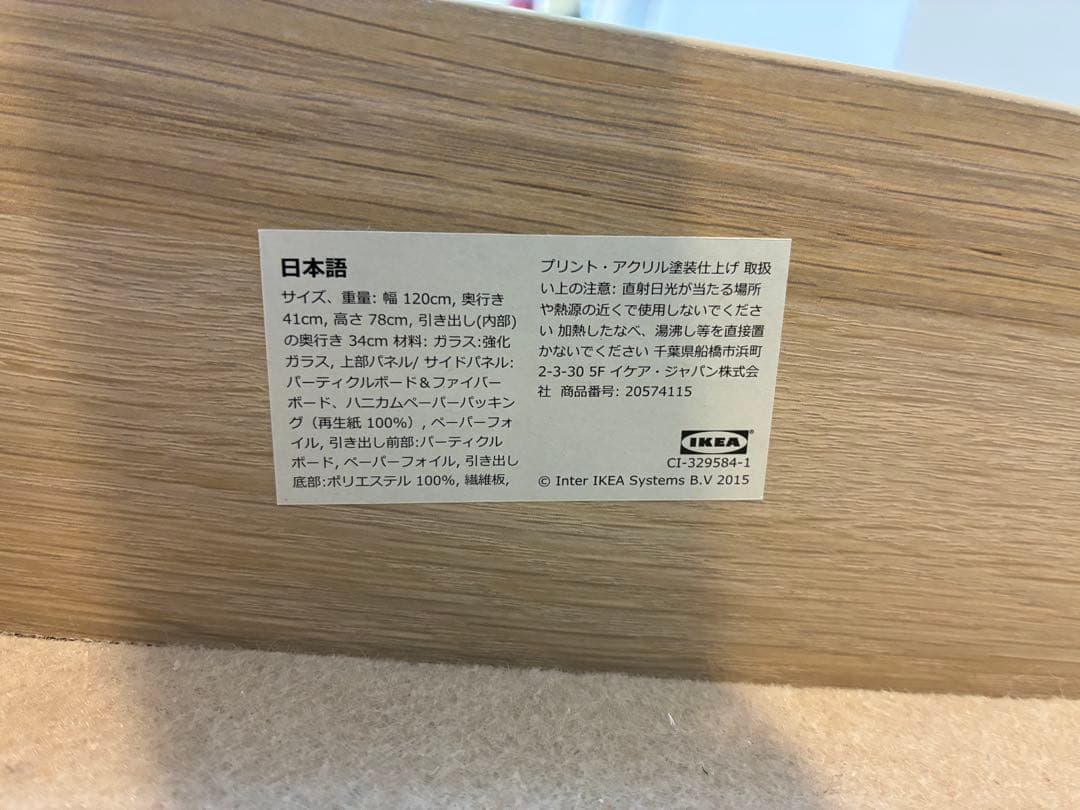 日本語
サイズ、重量: 幅 120cm, 奥行き
41cm, 高さ 78cm, 引き出し(内部)
の奥行き 34cm 材料: ガラス:強化
ガラス, 上部パネル/ サイドパネル:
パーティクルボード＆ファイバー
ボード、ハニカムペーパーパッキン
グ（再生紙 100%）, ペーパーフォ
イル, 引き出し前部:パーティクル
ボード, ペーパーフォイル, 引き出し
底部:ポリエステル 100%, 繊維板,
プリント・アクリル塗装仕上げ 取扱
い上の注意: 直射日光が当たる場所
や熱源の近くで使用しないでくださ
い 加熱したなべ、湯沸し等を直接置
かないでください 千葉県船橋市浜町
2-3-30 5F イケア・ジャパン株式会
社 商品番号: 20574115
IKEA®
CI-329584-1
© Inter IKEA Systems B.V 2015